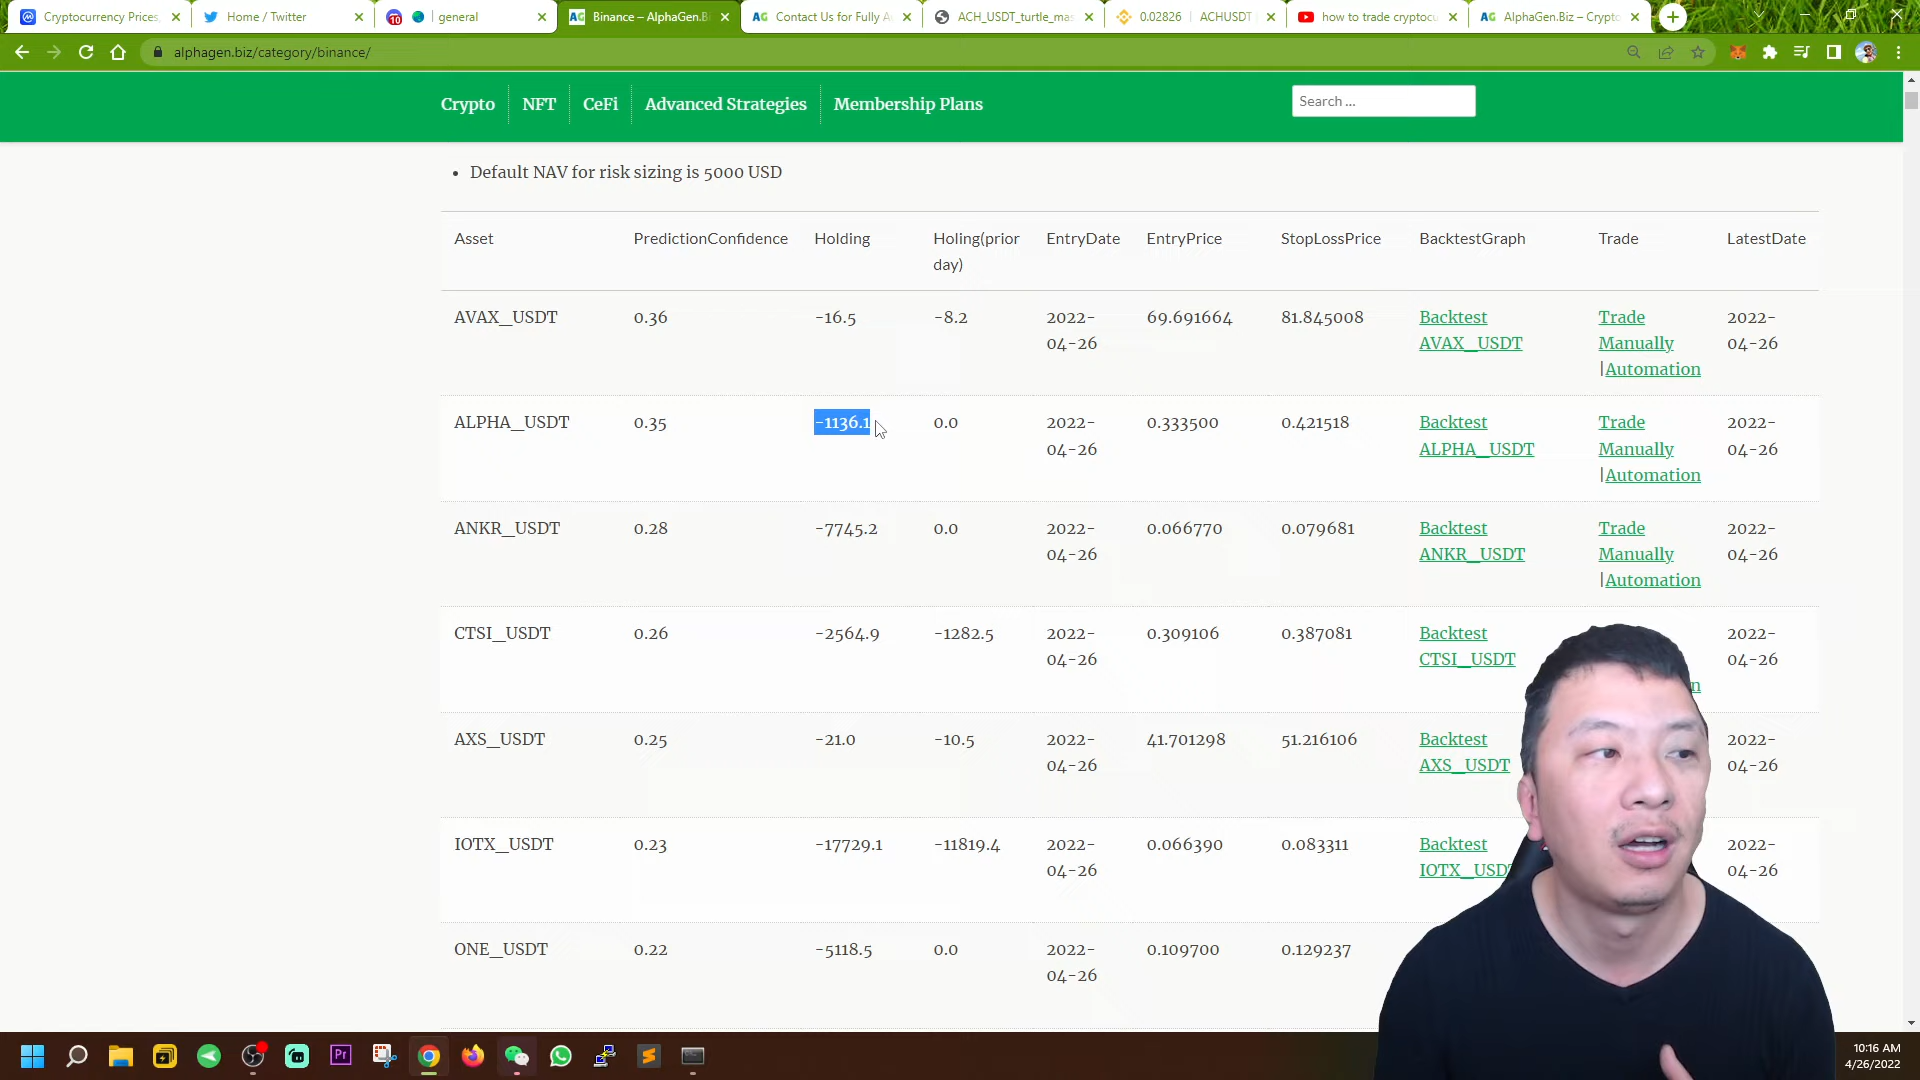 Cryptocurrency Prices,
Home / Twitter
10
general
Binance – AlphaGen.Bi
Contact Us for Fully Au
ACH_USDT_turtle_mas
0.02826 | ACHUSDT |
how to trade cryptocu
AlphaGen.Biz – Crypto
alphagen.biz/category/binance/
Crypto NFT CeFi Advanced Strategies Membership Plans
Search ...
Default NAV for risk sizing is 5000 USD
Asset PredictionConfidence Holding Holing(prior day) EntryDate EntryPrice StopLossPrice BacktestGraph Trade LatestDate
AVAX_USDT 0.36 -16.5 -8.2 2022-04-26 69.691664 81.845008 Backtest AVAX_USDT Trade Manually |Automation 2022-04-26
ALPHA_USDT 0.35 -1136.1 0.0 2022-04-26 0.333500 0.421518 Backtest ALPHA_USDT Trade Manually |Automation 2022-04-26
ANKR_USDT 0.28 -7745.2 0.0 2022-04-26 0.066770 0.079681 Backtest ANKR_USDT Trade Manually |Automation 2022-04-26
CTSI_USDT 0.26 -2564.9 -1282.5 2022-04-26 0.309106 0.387081 Backtest CTSI_USDT n 2022-04-26
AXS_USDT 0.25 -21.0 -10.5 2022-04-26 41.701298 51.216106 Backtest AXS_USDT 2022-04-26
IOTX_USDT 0.23 -17729.1 -11819.4 2022-04-26 0.066390 0.083311 Backtest IOTX_USD 2022-04-26
ONE_USDT 0.22 -5118.5 0.0 2022-04-26 0.109700 0.129237 2022-04-26
Pr
10:16 AM
4/26/2022